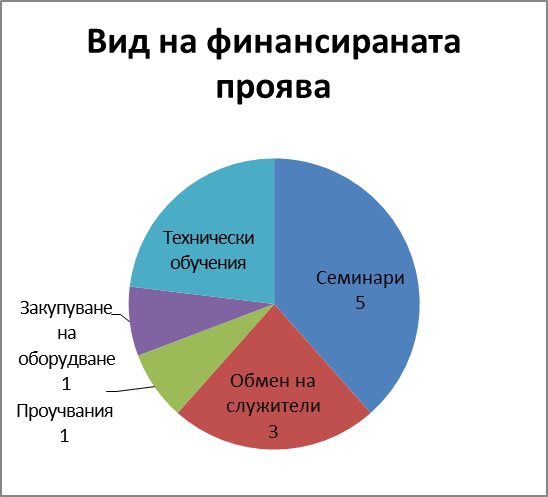 Вид на финансираната
проява
Технически
обучения
Семинари
5
Закупуване
на
оборудване
1
Проучвания
1
Обмен на
служители
3